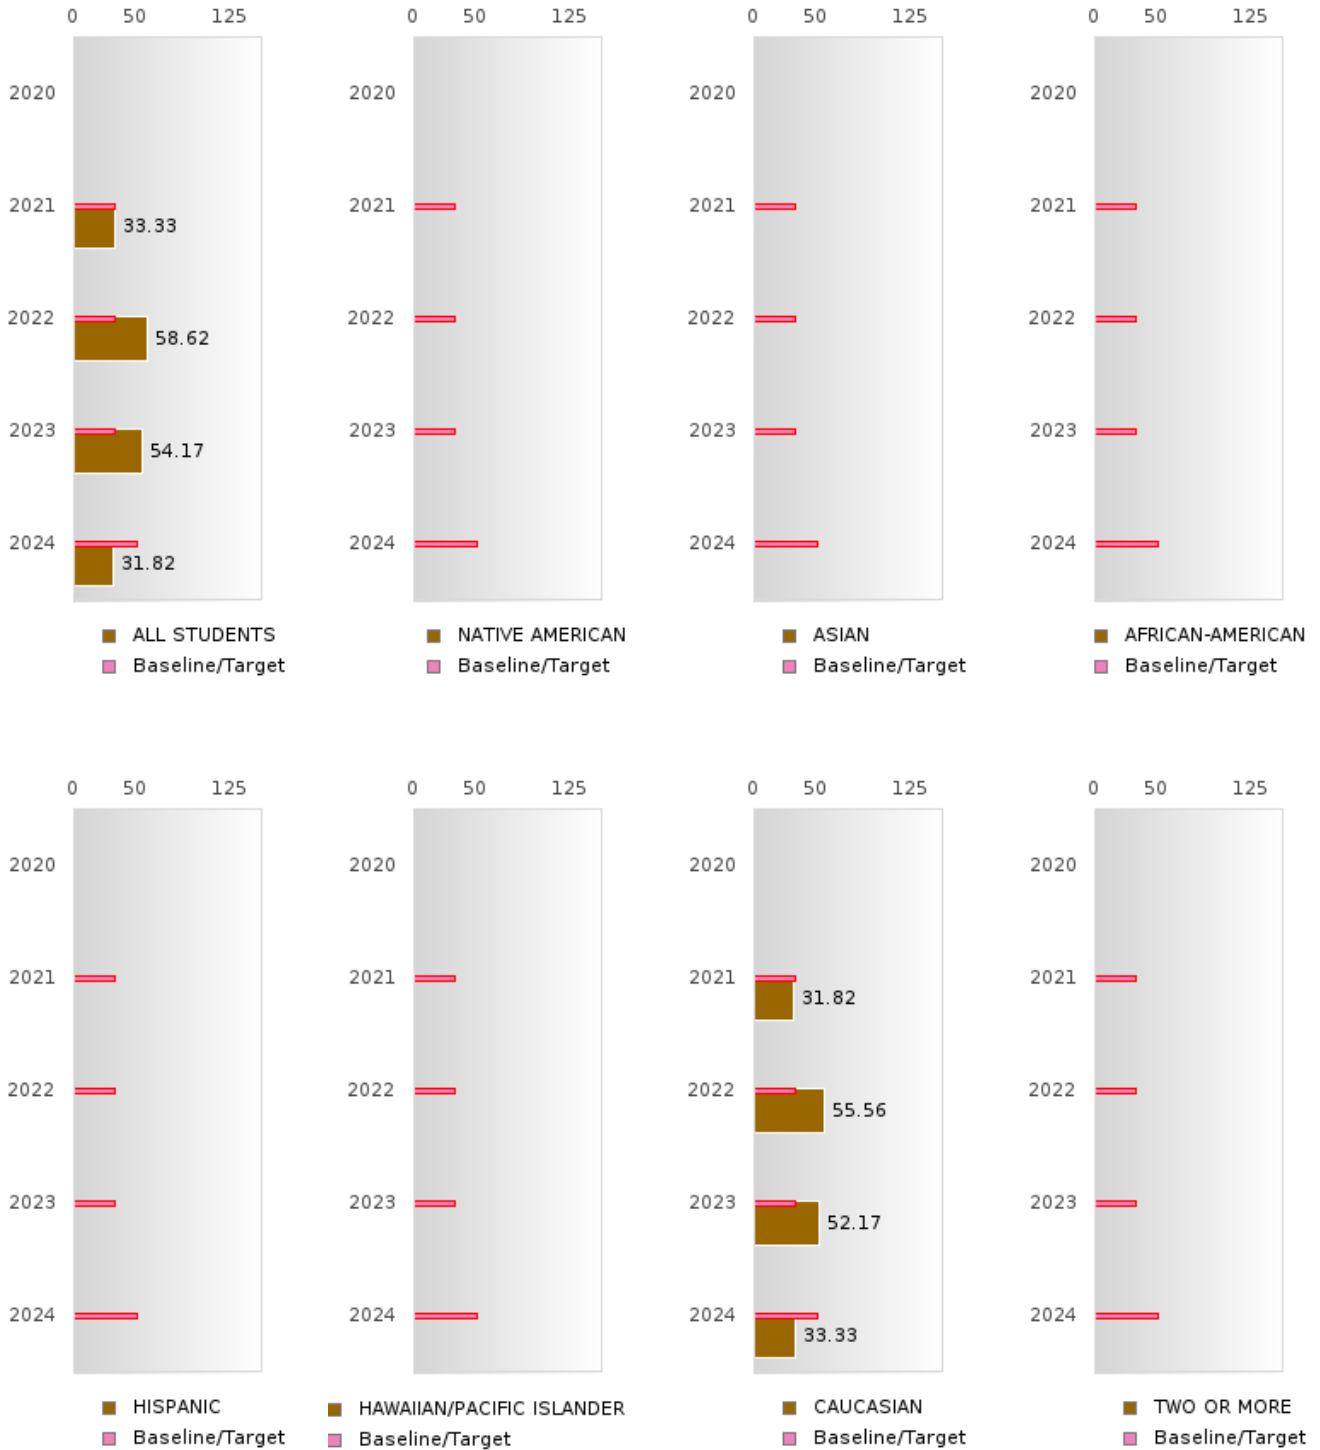 0 50 125 0 50 125 0 50 125 0 50 125
2020 2020 2020 2020
2021 2021 2021 2021
33.33
2022 2022 2022 2022
58.62
2023 2023 2023 2023
54.17
2024 2024 2024 2024
31.82
ALL STUDENTS NATIVE AMERICAN ASIAN AFRICAN-AMERICAN
Baseline/Target Baseline/Target Baseline/Target Baseline/Target
0 50 125 0 50 125 0 50 125 0 50 125
2020 2020 2020 2020
2021 2021 2021 2021
31.82
2022 2022 2022 2022
55.56
2023 2023 2023 2023
52.17
2024 2024 2024 2024
33.33
HISPANIC HAWAIIAN/PACIFIC ISLANDER CAUCASIAN TWO OR MORE
Baseline/Target Baseline/Target Baseline/Target Baseline/Target